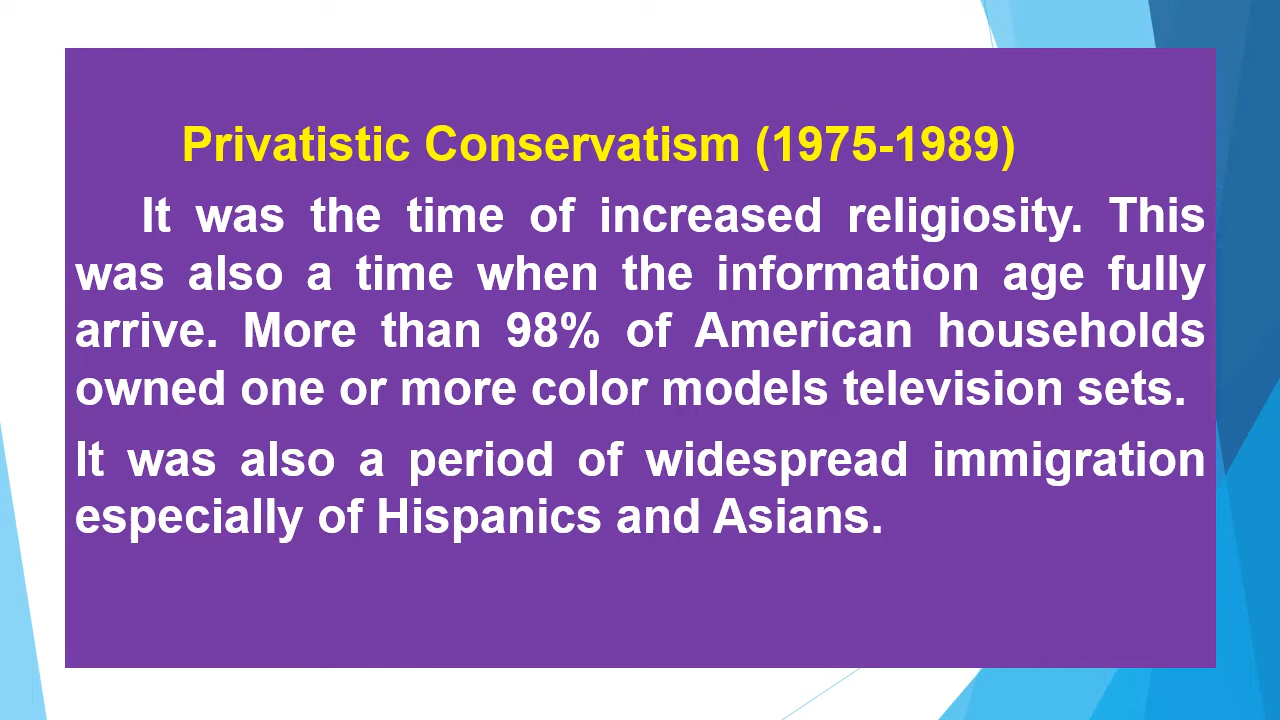 Privatistic Conservatism (1975-1989)
It was the time of increased religiosity. This
was also a time when the information age fully
arrive. More than 98% of American households
owned one or more color models television sets.
It was also a period of widespread immigration
especially of Hispanics and Asians.